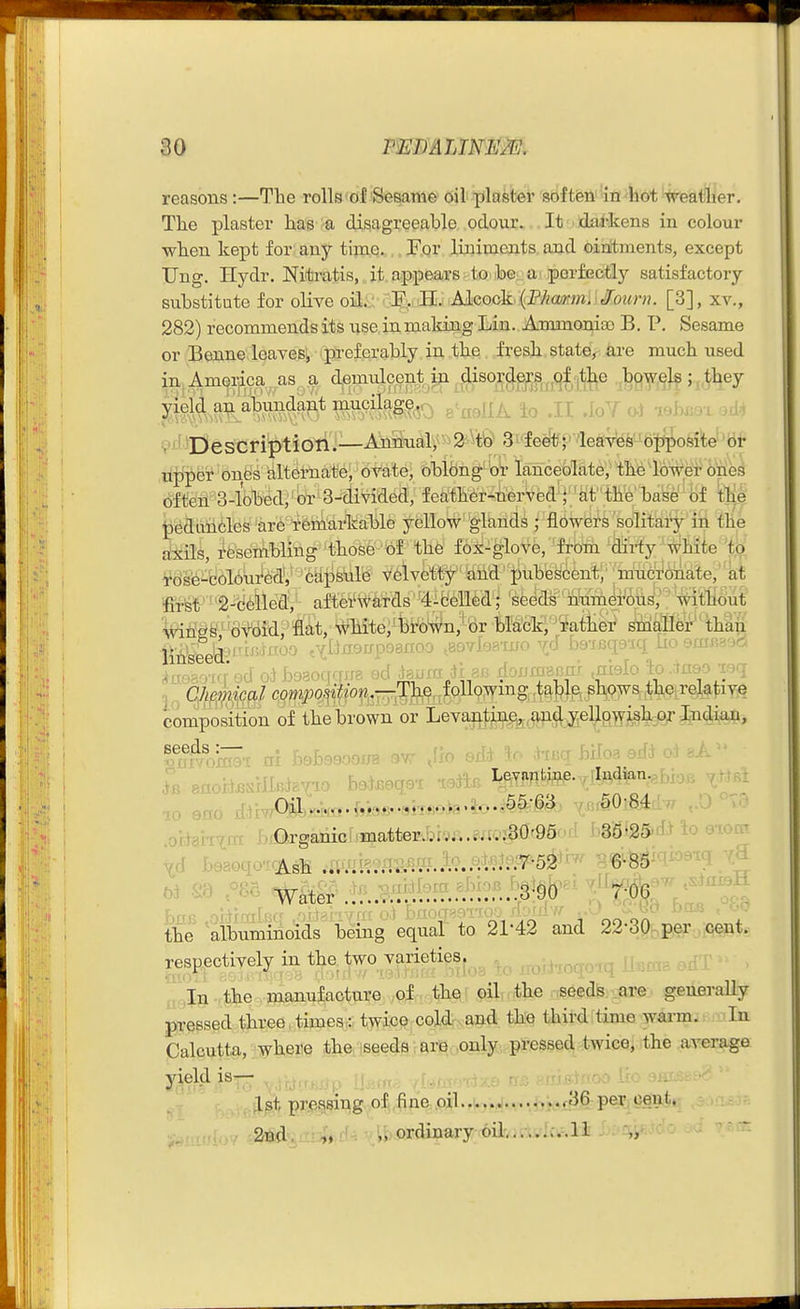 30 PEDALINEÆ.
reasons :—The rolls of Sesame oil plaster soften in hot weather.
The plaster has a disagreeable odour. It darkens in colour
when kept for any time. For liniments and ointments, except
Ung. Hydr. Nitratis, it appears to be a perfectly satisfactory
substitute for olive oil. E. H. Alcock (Pharm. Journ. [3], xv.,
282) recommends its use in making Lin. Ammoniæ B. P. Sesame
or Benne leaves, preferably in the fresh state, are much used
in America as a demulcent in disorders of the bowels ; they
yield an abundant mucilage.
Description.—Annual, 2 to 3 feet; leaves opposite or
upper ones alternate, ovate, oblong or lanceolate, the lower ones
often 3-lobed, or 3-divided, feather-nerved ; at the base of the
peduncles are remarkable yellow glands ; flowers solitary in the
axils, resembling those of the fox-glove, from dirty white to
rose-coloured, capsule velvetty and pubescent, mucronate, at
first 2-celled, afterwards 4-celled; seeds numerous, without
wings, ovoid, flat, white, brown, or black, rather smaller than
linseed.
Chemical composition.—The following table shows the relative
composition of the brown or Levantine, and yellowish or Indian,
seeds :—
Levantine. Indian.
Oil ........................55·63 50·84
Organic matter..............30·95 35·25
Ash ........................7·52 6·85
Water ......................3·90 7·06
the albuminoids being equal to 21·42 and 22·30 per cent.
respectively in the two varieties.
In the manufacture of the oil the seeds are generally
pressed three times : twice cold and the third time warm. In
Calcutta, where the seeds are only pressed twice, the average
yield is—
1st pressing of fine oil..................36 per cent.
2nd „ „ ordinary oil...........11 „